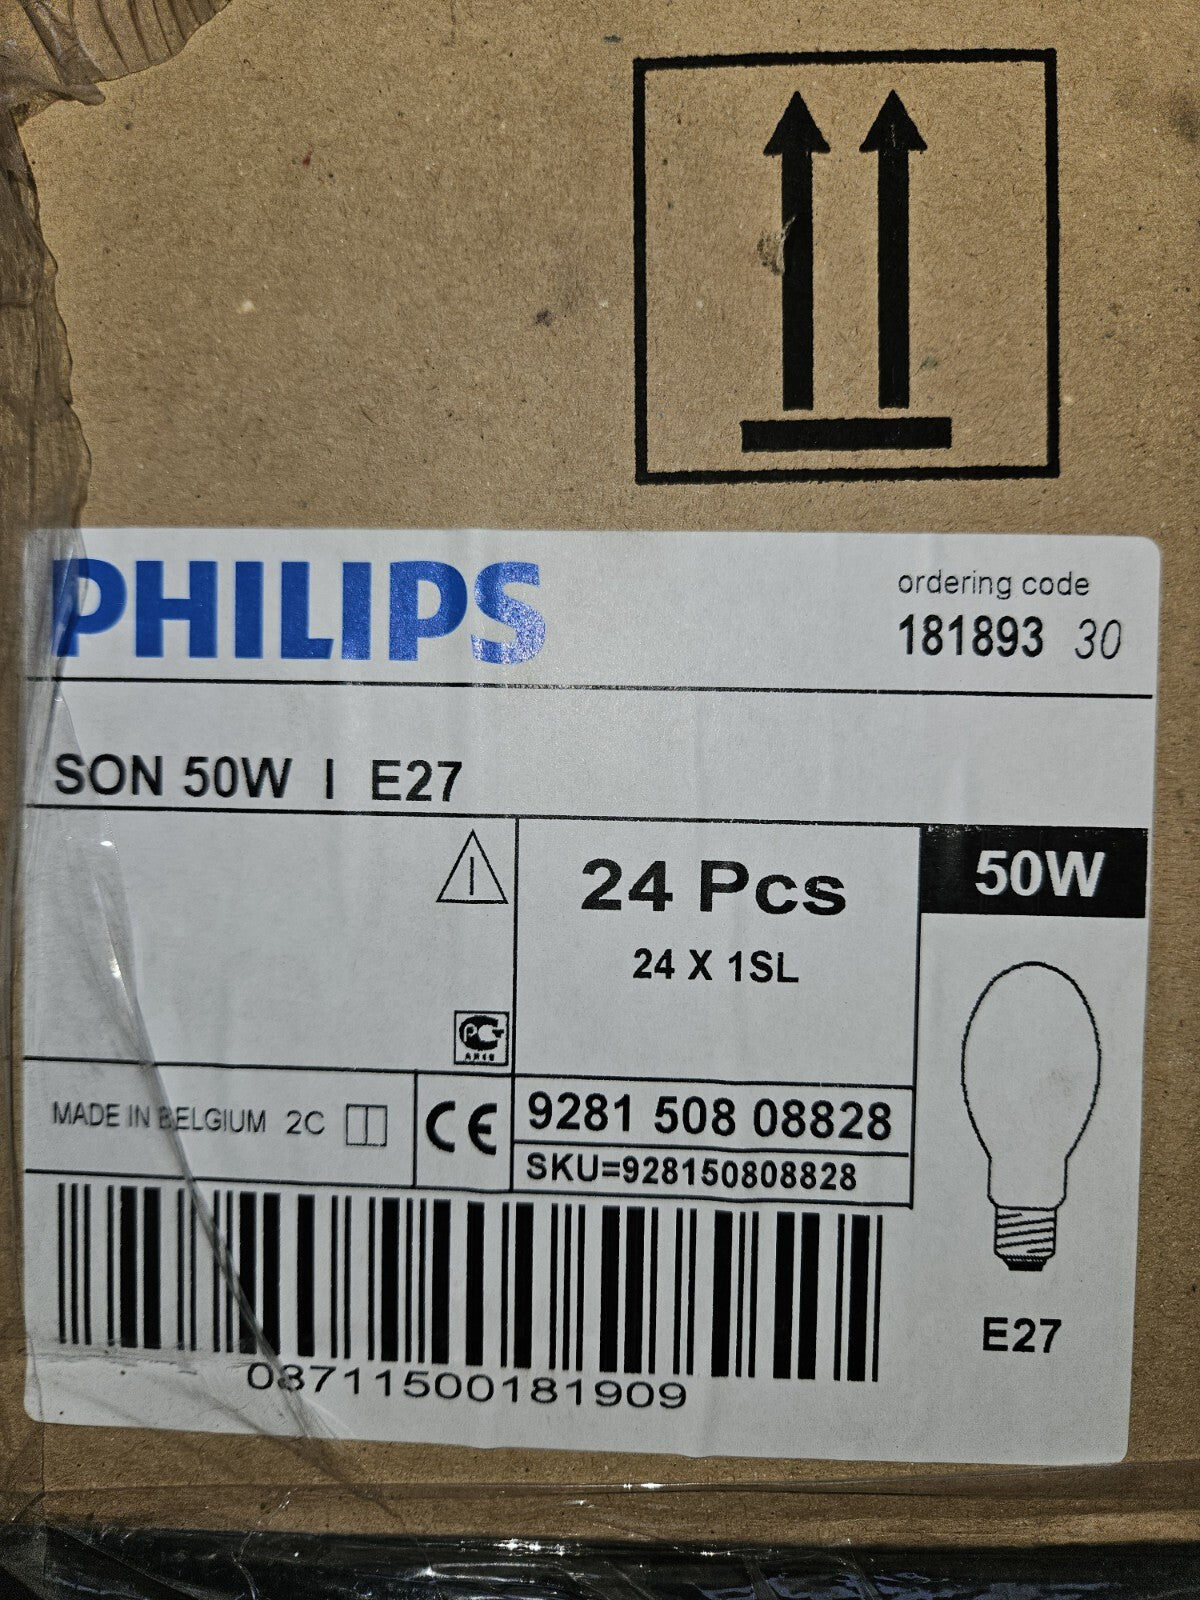 PHILIPS
ordering code
181893 30
SON 50W I E27
24 Pcs
24 X 1SL
50W
MADE IN BELGIUM 2C
CE
9281 508 08828
SKU=928150808828
E27
08711500181909